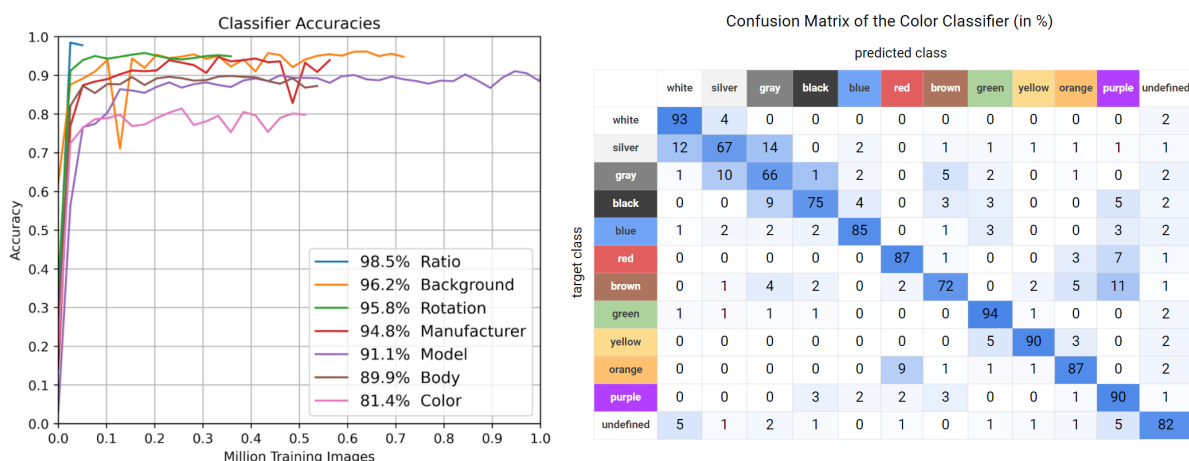 Classifier Accuracies
1.0
0.9
0.8
0.7
0.6
0.5
0.4
0.3
0.2
0.1
0.0
Accuracy
98.5% Ratio
96.2% Background
95.8% Rotation
94.8% Manufacturer
91.1% Model
89.9% Body
81.4% Color
0.0 0.1 0.2 0.3 0.4 0.5 0.6 0.7 0.8 0.9 1.0
Million Training Images
Confusion Matrix of the Color Classifier (in %)
predicted class
target class
white silver gray black blue red brown green yellow orange purple undefined
white 93 4 0 0 0 0 0 0 0 0 0 2
silver 12 67 14 0 2 0 1 1 1 1 1 1
gray 1 10 66 1 2 0 5 2 0 1 0 2
black 0 0 9 75 4 0 3 3 0 0 5 2
blue 1 2 2 2 85 0 1 3 0 0 3 2
red 0 0 0 0 0 87 1 0 0 3 7 1
brown 0 1 4 2 0 2 72 0 2 5 11 1
green 1 1 1 1 0 0 0 94 1 0 0 2
yellow 0 0 0 0 0 0 0 5 90 3 0 2
orange 0 0 0 0 0 9 1 1 1 87 0 2
purple 0 0 0 3 2 2 3 0 0 1 90 1
undefined 5 1 2 1 0 1 0 1 1 1 5 82